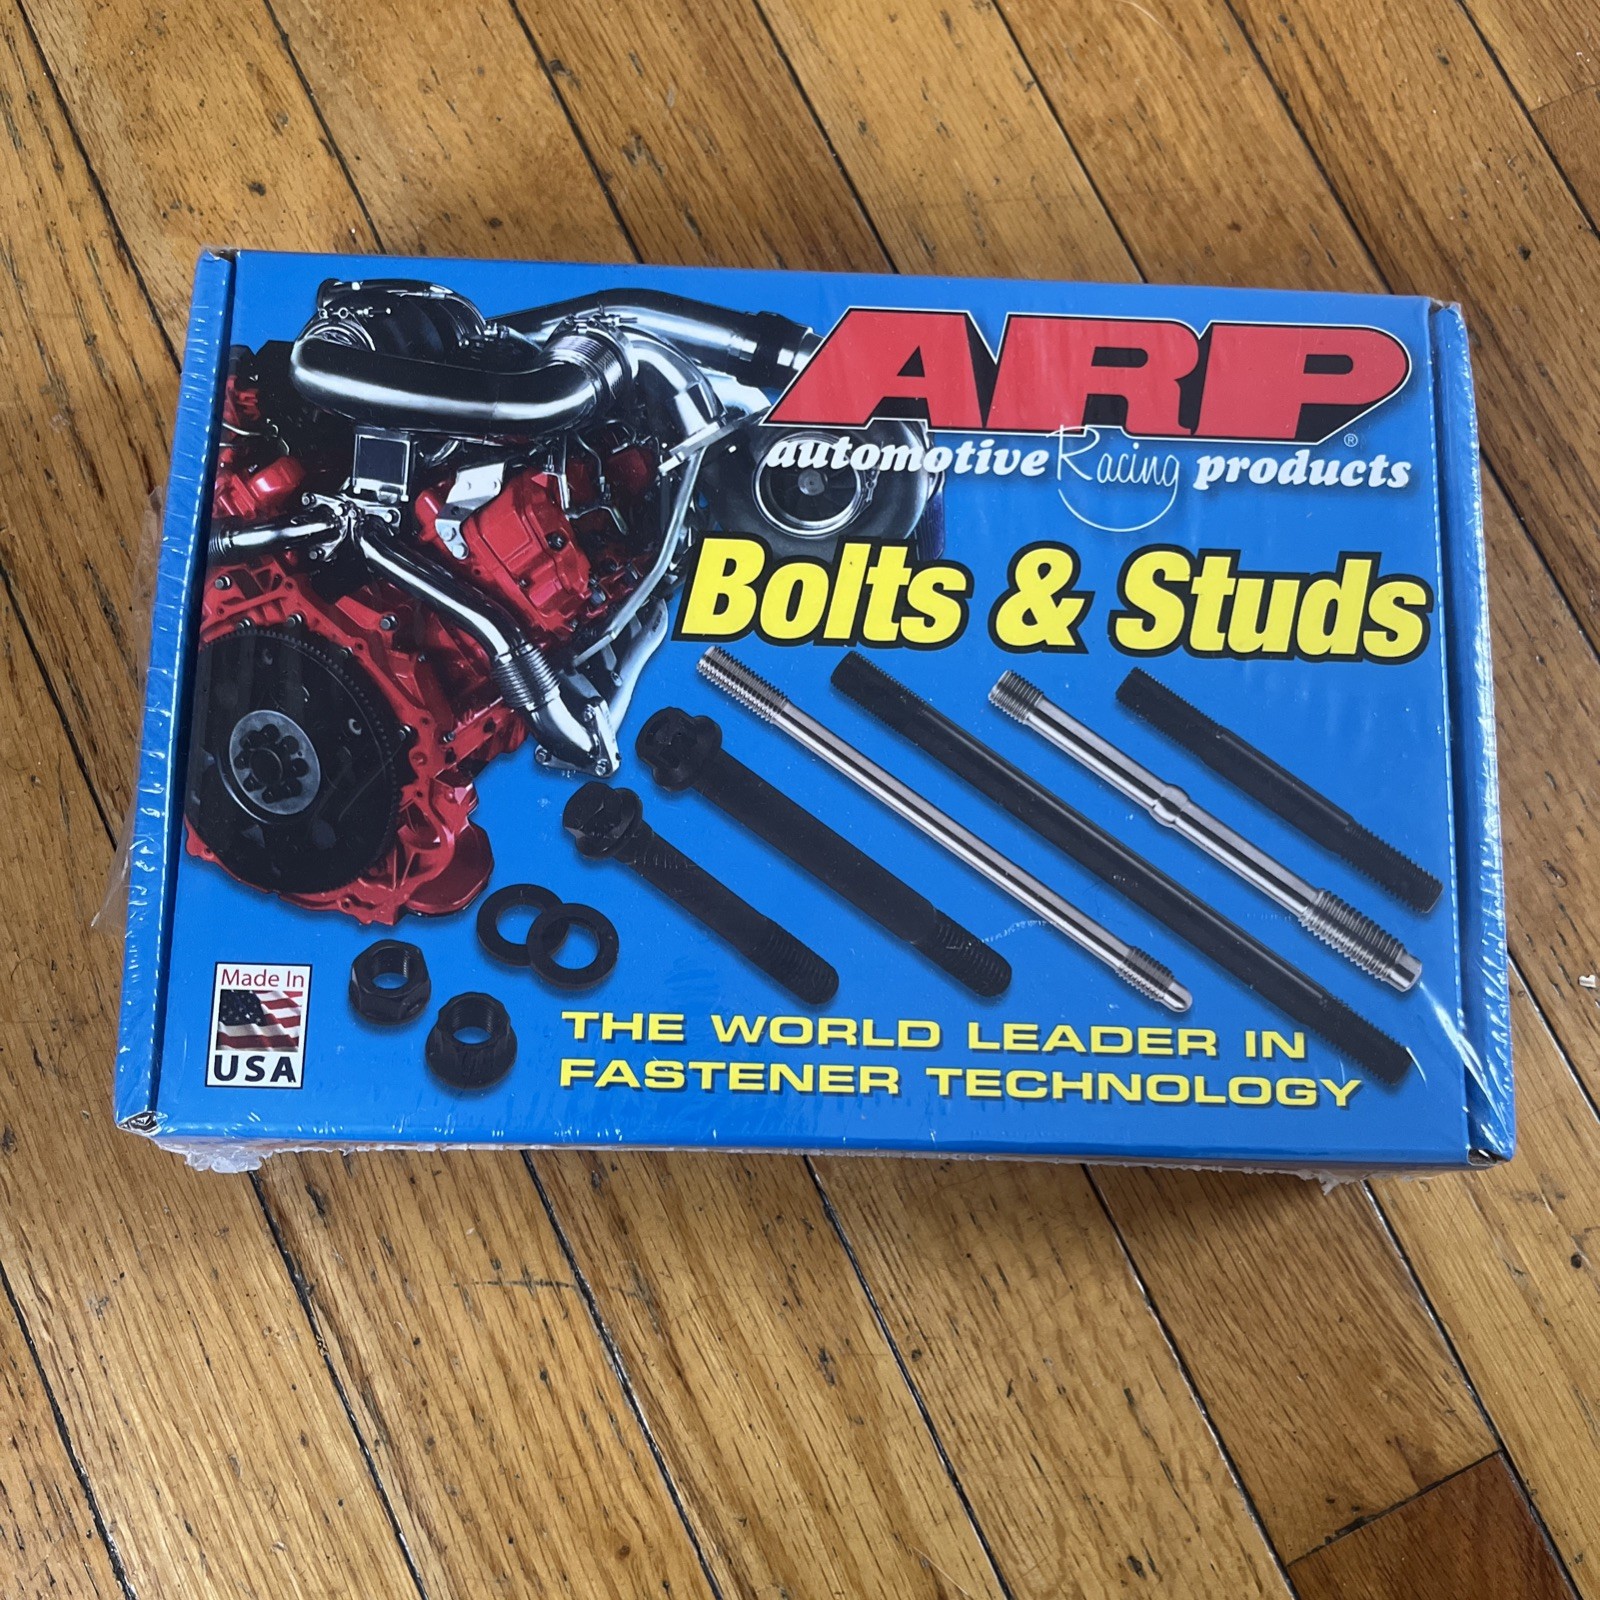 ARP®
automotive Racing products
Bolts & Studs
THE WORLD LEADER IN
FASTENER TECHNOLOGY
Made In
USA